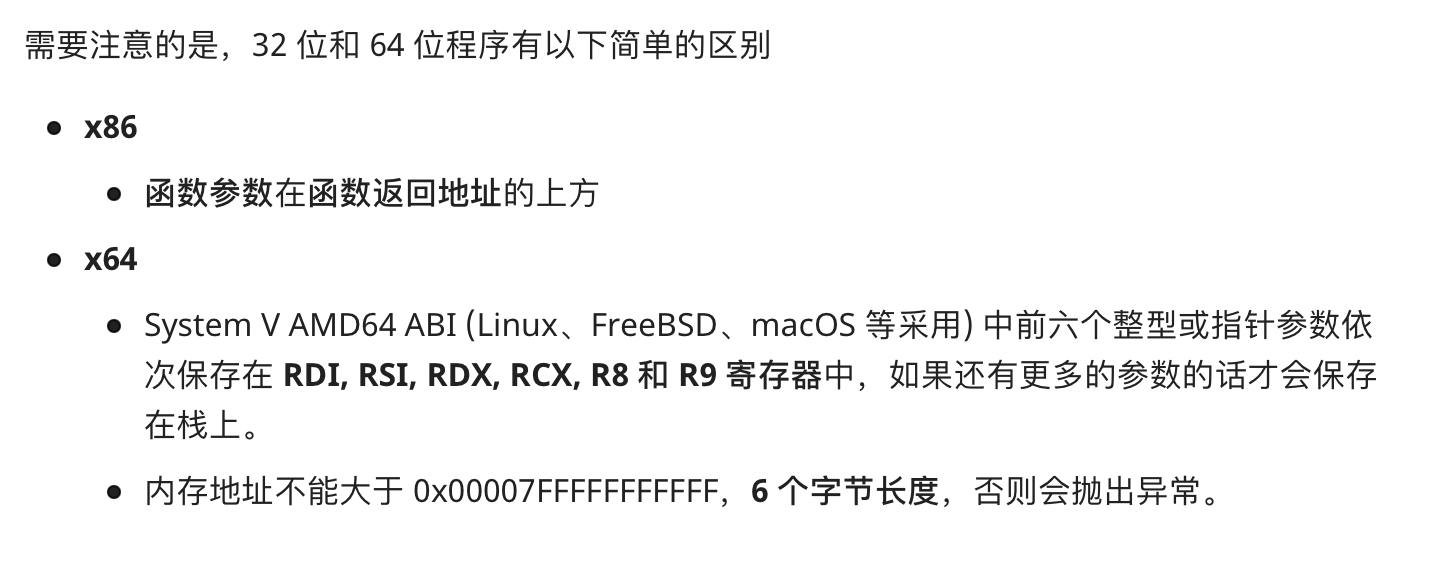 需要注意的是，32 位和 64 位程序有以下简单的区别
x86
函数参数在函数返回地址的上方
x64
System V AMD64 ABI (Linux、FreeBSD、macOS 等采用) 中前六个整型或指针参数依
次保存在 RDI, RSI, RDX, RCX, R8 和 R9 寄存器中，如果还有更多的参数的话才会保存
在栈上。
内存地址不能大于 0x00007FFFFFFFFFFF，6 个字节长度，否则会抛出异常。